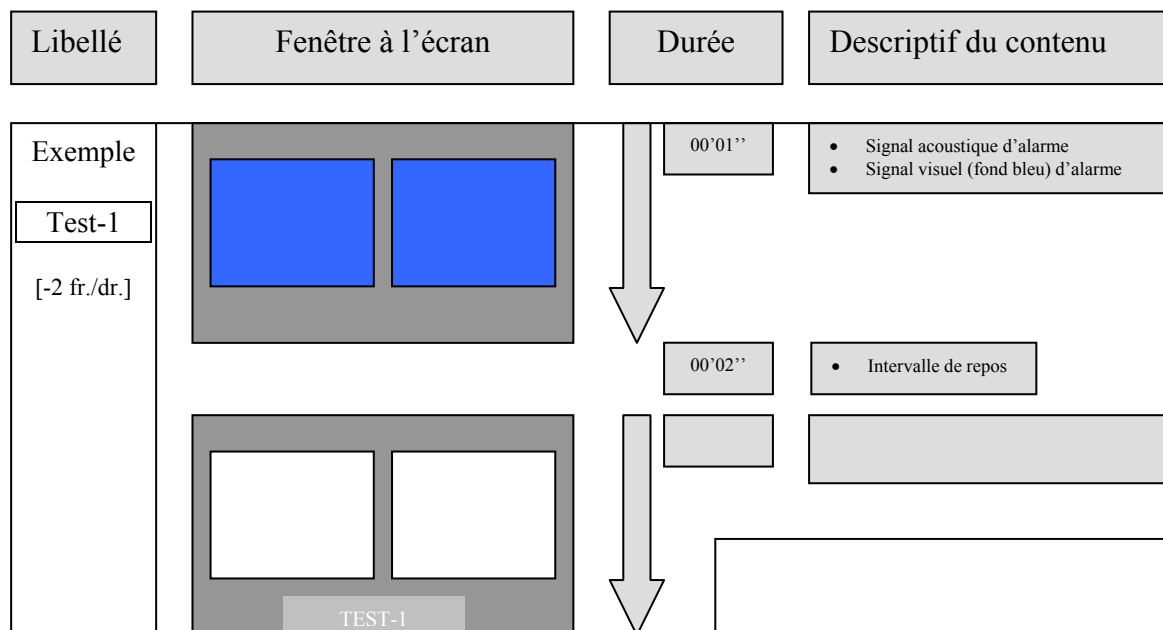 Libellé
Fenêtre à l’écran
Durée
Descriptif du contenu
Exemple
Test-1
[-2 fr./dr.]
00’01’’
• Signal acoustique d’alarme
• Signal visuel (fond bleu) d’alarme
00’02’’
• Intervalle de repos
TEST-1